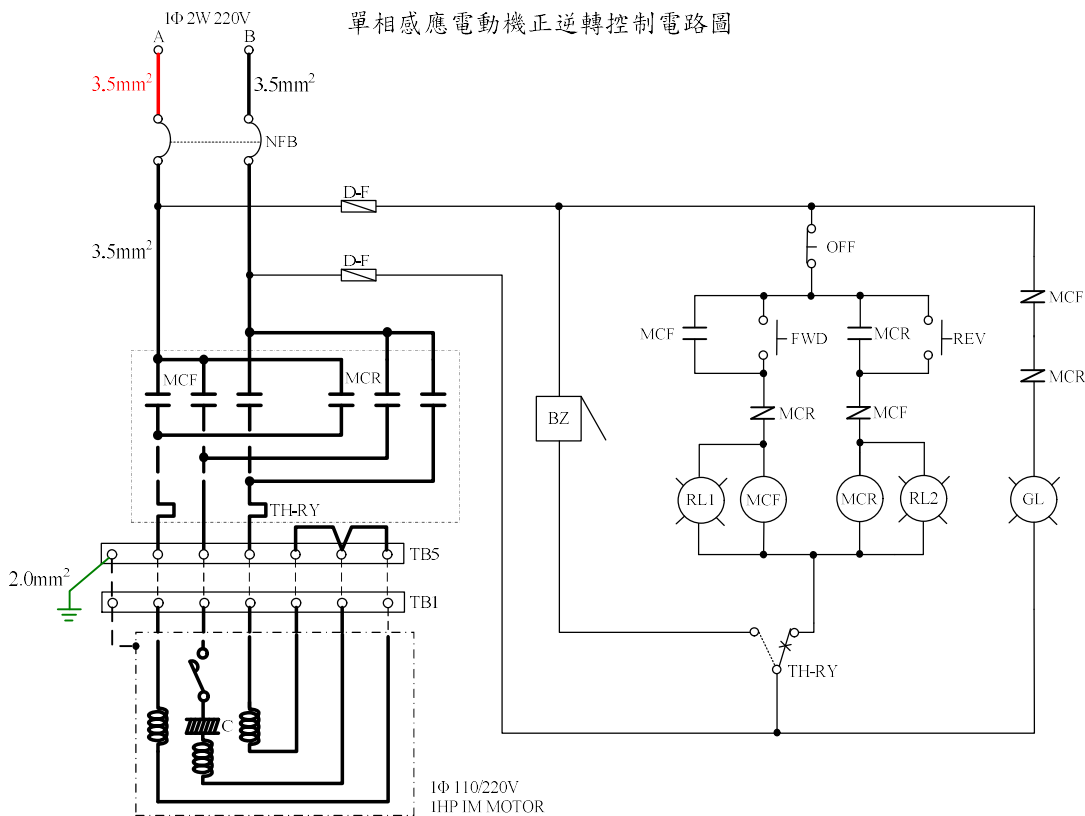 單相感應電動機正逆轉控制電路圖
1Φ 2W 220V
A
B
3.5mm²
3.5mm²
NFB
D-F
3.5mm²
D-F
OFF
MCF
MCF
FWD
MCR
REV
MCF
MCR
MCR
BZ
MCR
MCF
RL1
MCF
MCR
RL2
GL
TH-RY
TB5
2.0mm²
TB1
TH-RY
C
1Φ 110/220V
1HP IM MOTOR